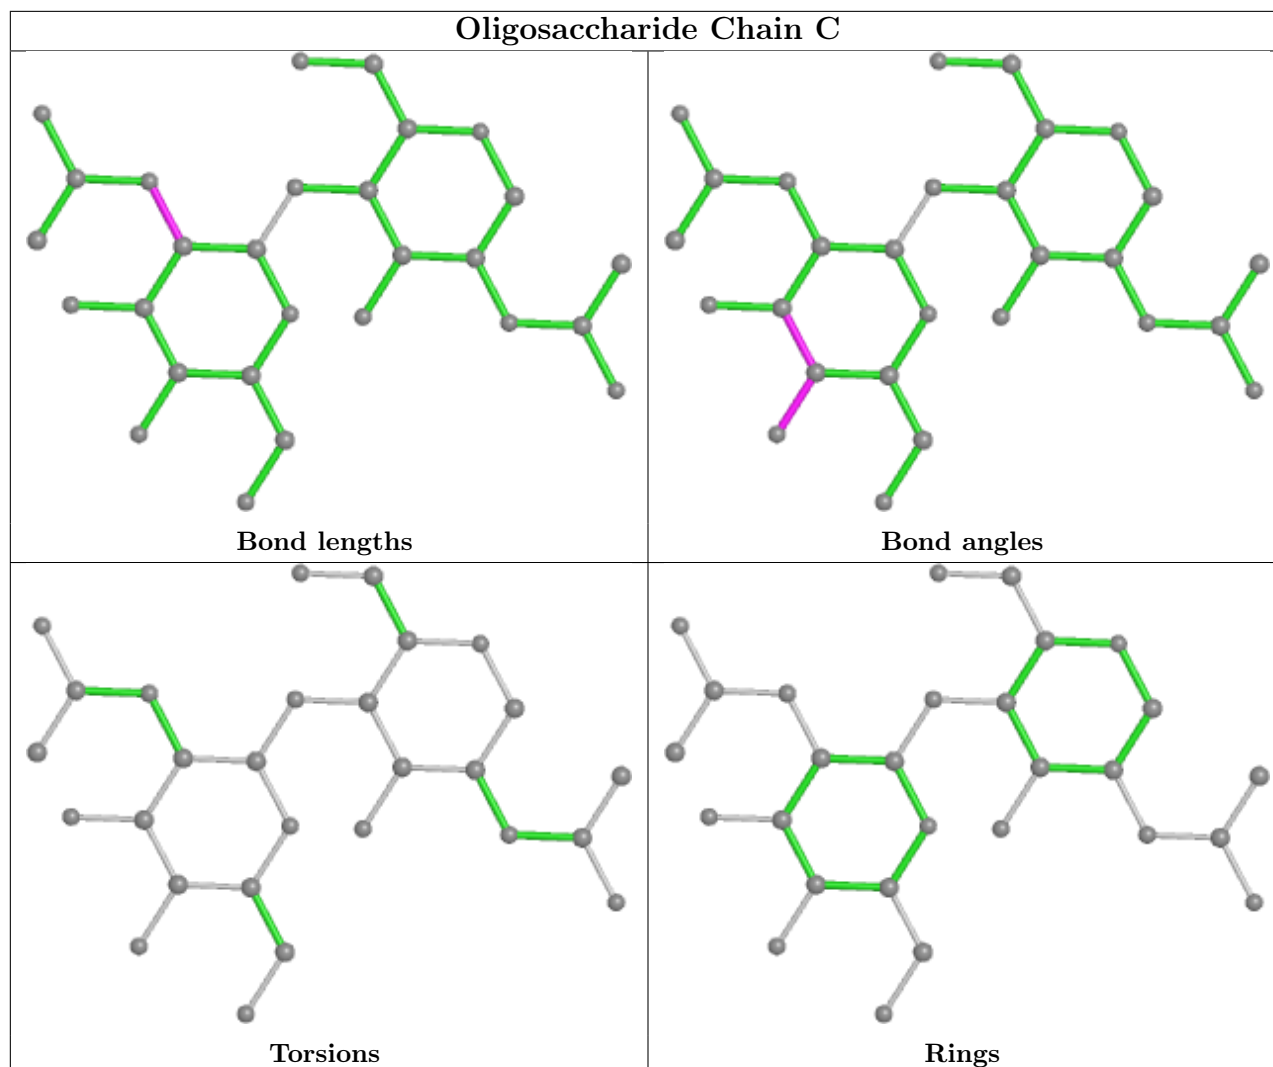 Oligosaccharide Chain C
Bond lengths
Bond angles
Torsions
Rings